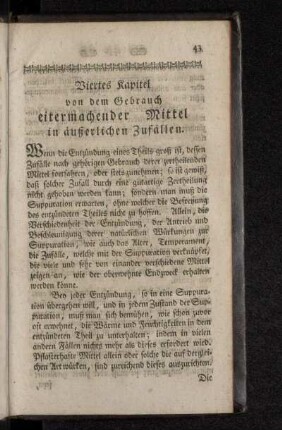 43
Viertes Kapitel
von dem Gebrauch
eitermachender Mittel
in äußerlichen Zufällen.
Wenn die Entzündung eines Theils groß ist, dessen
Zufälle nach gehörigen Gebrauch derer zertheilenden
Mittel fortfahren, oder stets zunehmen; so ist gewiß,
daß solcher Zufall durch eine gütartige Zertheilung
nicht gehoben werden kann; sondern man muß die
Suppuration erwarten, ohne welcher die Befreyung
des entzündeten Theiles nicht zu hoffen. Allein, die
Verschiedenheit der Entzündung, der Antrieb und
Beschleunigung derer natürlichen Würkungen zur
Suppuration, wie auch das Alter, Temperament,
die Zufälle, welche mit der Suppuration verknüpfet,
die viele und sehr von einander verschiedene Mittel
zeigen an, wie der oberwehnte Endzweck erhalten
werden könne.
Bey jeder Entzündung, so in eine Suppura-
tion übergehen will, und in jedem Zustand der Sup-
puration, muß man sich bemühen, wie schon zuvor
oft erwehnet, die Wärme und Feuchtigkeiten in dem
entzündeten Theil zu unterhalten; indem in vielen
andern Fällen nichts mehr als dieses erfordert wird.
Pflasterhafte Mittel allein oder solche die auf derglei-
chen Art würken, sind zureichend dieses auszurichten.
Die